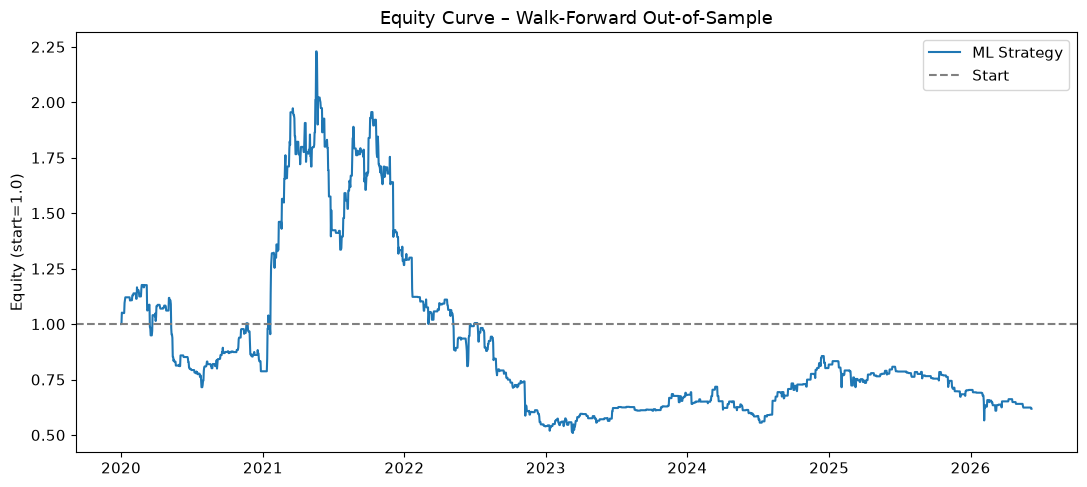 Equity Curve – Walk-Forward Out-of-Sample
ML Strategy
Start
Equity (start=1.0)
2.25
2.00
1.75
1.50
1.25
1.00
0.75
0.50
2020 2021 2022 2023 2024 2025 2026